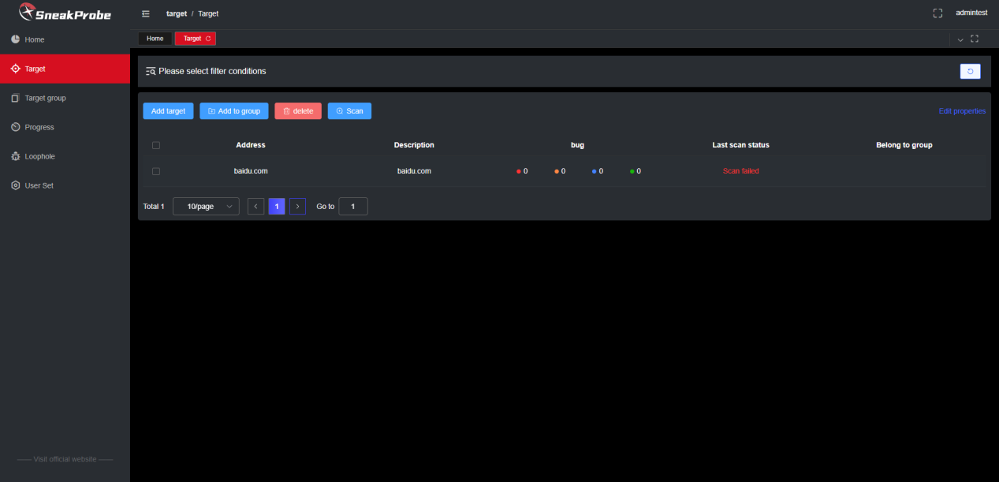 SneakProbe
target / Target
admintest
Home
Target
Target group
Progress
Loophole
User Set
Visit official website
Home
Target
Please select filter conditions
Add target
Add to group
delete
Scan
Edit properties
Address Description bug Last scan status Belong to group
baidu.com baidu.com 0 0 0 0 Scan failed
Total 1 10/page 1 Go to 1